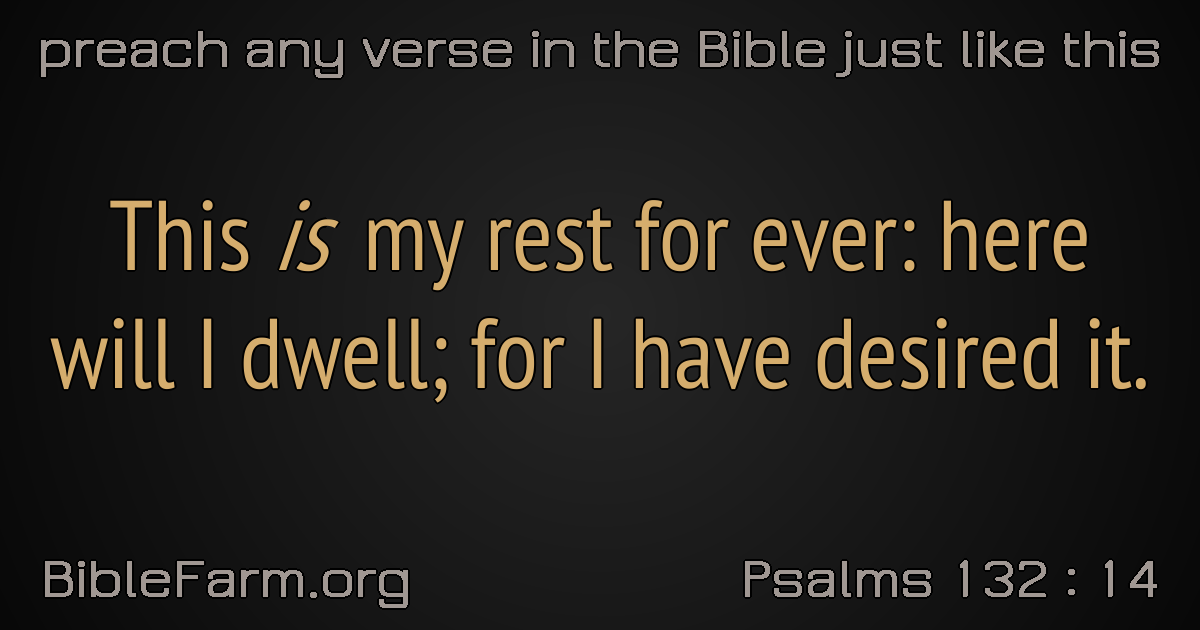 preach any verse in the Bible just like this
This is my rest for ever: here
will I dwell; for I have desired it.
BibleFarm.org
Psalms 132 : 14